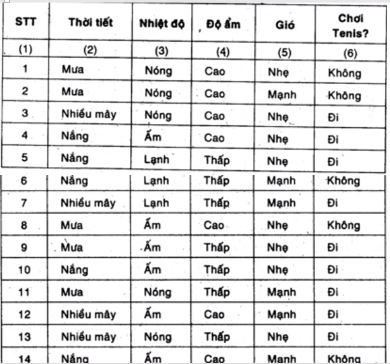 STT Thời tiết Nhiệt độ Độ ẩm Gió Chơi Tenis?
(1) (2) (3) (4) (5) (6)
1 Mưa Nóng Cao Nhẹ Không
2 Mưa Nóng Cao Mạnh Không
3 Nhiều mây Nóng Cao Nhẹ Đi
4 Nắng Ấm Cao Nhẹ Đi
5 Nắng Lạnh Thấp Nhẹ Đi
6 Nắng Lạnh Thấp Mạnh Không
7 Nhiều mây Lạnh Thấp Mạnh Đi
8 Mưa Ấm Cao Nhẹ Không
9 Mưa Ấm Thấp Nhẹ Đi
10 Nắng Ấm Thấp Nhẹ Đi
11 Mưa Nóng Thấp Mạnh Đi
12 Nhiều mây Ấm Cao Mạnh Đi
13 Nhiều mây Nóng Thấp Nhẹ Đi
14 Nắng Ấm Cao Mạnh Không